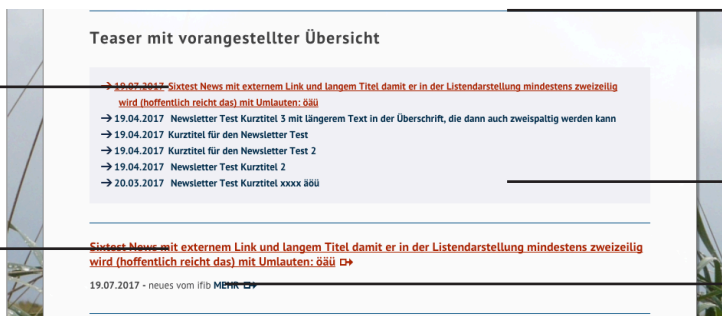 Teaser mit vorangestellter Übersicht
→ 19.07.2017 Sixtest News mit externem Link und langem Titel damit er in der Listendarstellung mindestens zweizeilig
wird (hoffentlich reicht das) mit Umlauten: öäü
→ 19.04.2017 Newsletter Test Kurztitel 3 mit längerem Text in der Überschrift, die dann auch zweispaltig werden kann
→ 19.04.2017 Kurztitel für den Newsletter Test
→ 19.04.2017 Kurztitel für den Newsletter Test 2
→ 19.04.2017 Newsletter Test Kurztitel 2
→ 20.03.2017 Newsletter Test Kurztitel xxxx äöü
Sixtest News mit externem Link und langem Titel damit er in der Listendarstellung mindestens zweizeilig
wird (hoffentlich reicht das) mit Umlauten: öäü
19.07.2017 - neues vom ifib MEHR